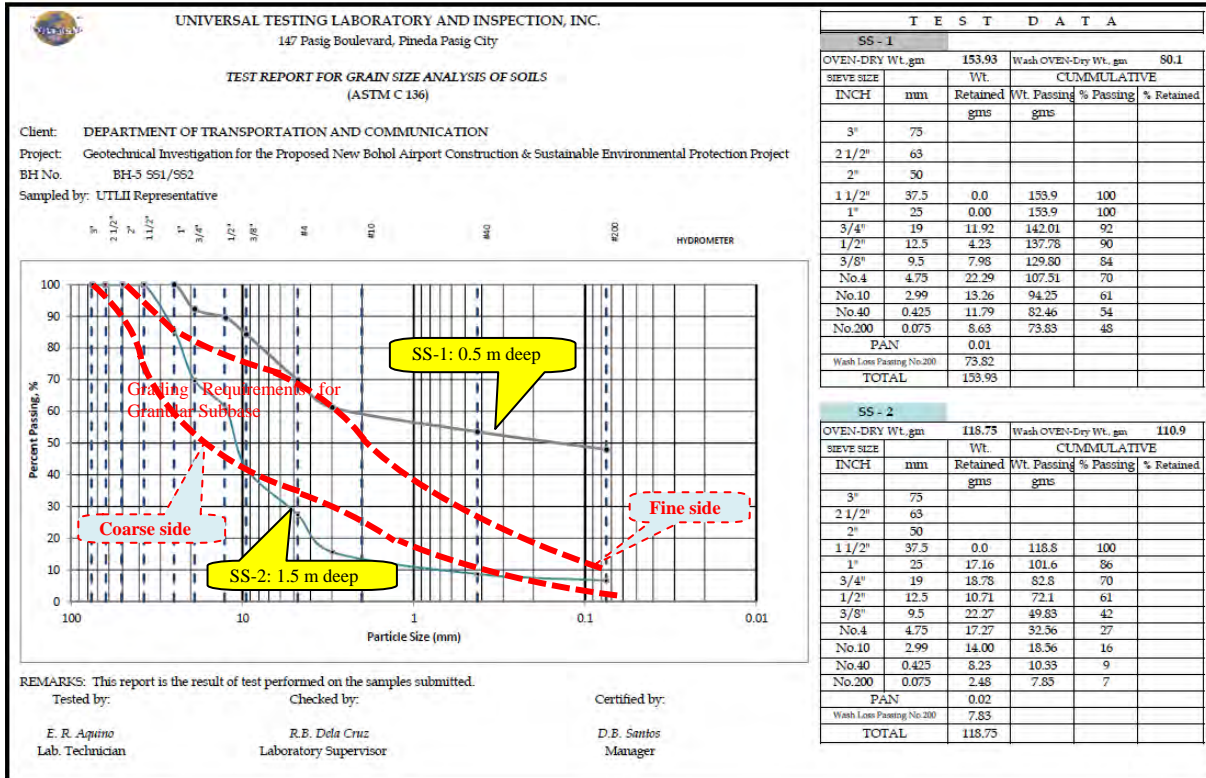 UNIVERSAL TESTING LABORATORY AND INSPECTION, INC.
147 Pasig Boulevard, Pineda Pasig City
TEST REPORT FOR GRAIN SIZE ANALYSIS OF SOILS
(ASTM C 136)
Client: DEPARTMENT OF TRANSPORTATION AND COMMUNICATION
Project: Geotechnical Investigation for the Proposed New Bohol Airport Construction & Sustainable Environmental Protection Project
BH No. BH-5 SS1/SS2
Sampled by: UTLII Representative
3" 2 1/2" 2" 1 1/2" 1" 3/4" 1/2" 3/8" #4 #10 #40 #200 HYDROMETER
Percent Passing, %
100
90
80
70
60
50
40
30
20
10
0
100 10 1 0.1 0.01
Particle Size (mm)
SS-1: 0.5 m deep
Grading Requirements for
Granular Subbase
Coarse side
Fine side
SS-2: 1.5 m deep
REMARKS: This report is the result of test performed on the samples submitted.
Tested by: Checked by: Certified by:
E. R. Aquino R.B. Dela Cruz D.B. Santos
Lab. Technician Laboratory Supervisor Manager
T E S T D A T A
SS - 1
OVEN-DRY Wt.,gm 153.93 Wash OVEN-Dry Wt., gm 80.1
SIEVE SIZE Wt. CUMMULATIVE
INCH mm Retained Wt. Passing % Passing % Retained
gms gms
3" 75
2 1/2" 63
2" 50
1 1/2" 37.5 0.0 153.9 100
1" 25 0.00 153.9 100
3/4" 19 11.92 142.01 92
1/2" 12.5 4.23 137.78 90
3/8" 9.5 7.98 129.80 84
No.4 4.75 22.29 107.51 70
No.10 2.99 13.26 94.25 61
No.40 0.425 11.79 82.46 54
No.200 0.075 8.63 73.83 48
PAN 0.01
Wash Loss Passing No.200 73.82
TOTAL 153.93
SS - 2
OVEN-DRY Wt.,gm 118.75 Wash OVEN-Dry Wt., gm 110.9
SIEVE SIZE Wt. CUMMULATIVE
INCH mm Retained Wt. Passing % Passing % Retained
gms gms
3" 75
2 1/2" 63
2" 50
1 1/2" 37.5 0.0 118.8 100
1" 25 17.16 101.6 86
3/4" 19 18.78 82.8 70
1/2" 12.5 10.71 72.1 61
3/8" 9.5 22.27 49.83 42
No.4 4.75 17.27 32.56 27
No.10 2.99 14.00 18.56 16
No.40 0.425 8.23 10.33 9
No.200 0.075 2.48 7.85 7
PAN 0.02
Wash Loss Passing No.200 7.83
TOTAL 118.75